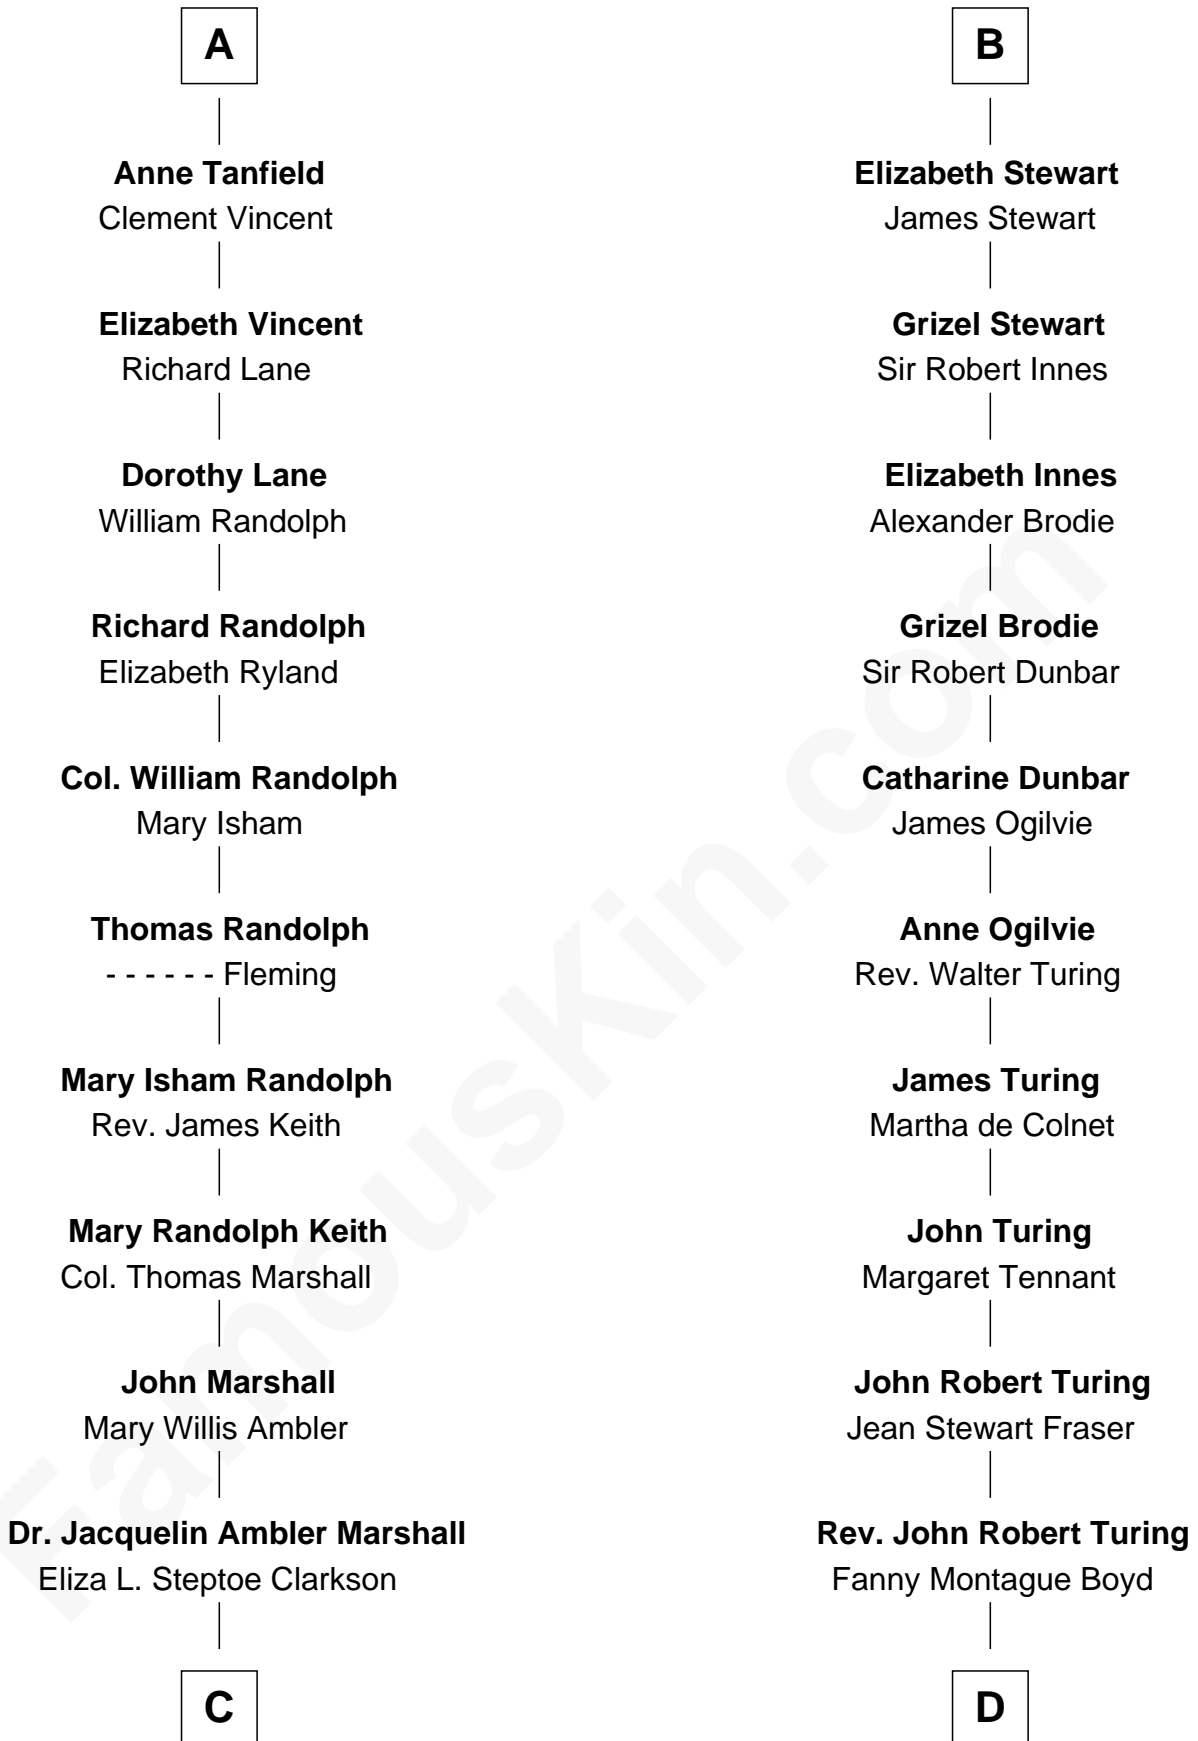 A
Anne Tanfield
Clement Vincent
Elizabeth Vincent
Richard Lane
Dorothy Lane
William Randolph
Richard Randolph
Elizabeth Ryland
Col. William Randolph
Mary Isham
Thomas Randolph
- - - - - - Fleming
Mary Isham Randolph
Rev. James Keith
Mary Randolph Keith
Col. Thomas Marshall
John Marshall
Mary Willis Ambler
Dr. Jacquelin Ambler Marshall
Eliza L. Steptoe Clarkson
C
B
Elizabeth Stewart
James Stewart
Grizel Stewart
Sir Robert Innes
Elizabeth Innes
Alexander Brodie
Grizel Brodie
Sir Robert Dunbar
Catharine Dunbar
James Ogilvie
Anne Ogilvie
Rev. Walter Turing
James Turing
Martha de Colnet
John Turing
Margaret Tennant
John Robert Turing
Jean Stewart Fraser
Rev. John Robert Turing
Fanny Montague Boyd
D
FamousKin.com